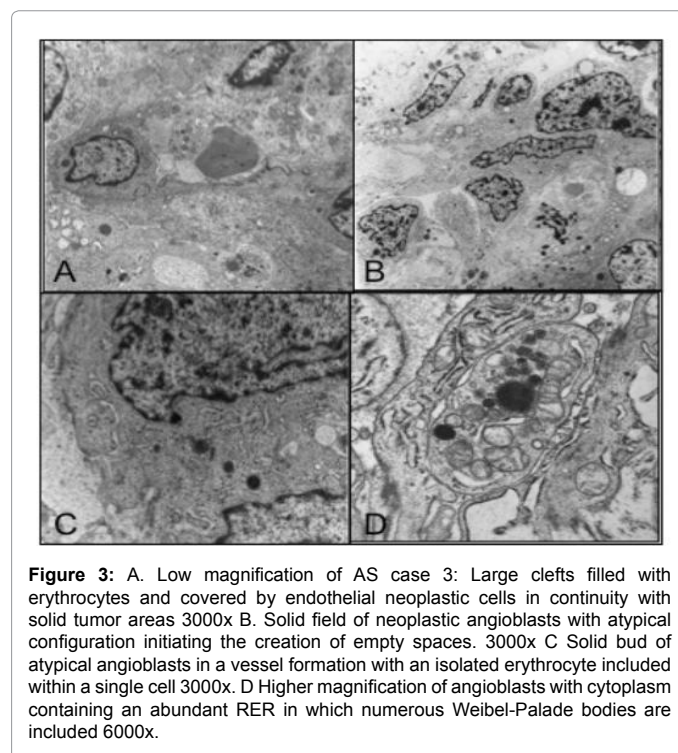 A
B
C
D
Figure 3: A. Low magnification of AS case 3: Large clefts filled with
erythrocytes and covered by endothelial neoplastic cells in continuity with
solid tumor areas 3000x B. Solid field of neoplastic angioblasts with atypical
configuration initiating the creation of empty spaces. 3000x C Solid bud of
atypical angioblasts in a vessel formation with an isolated erythrocyte included
within a single cell 3000x. D Higher magnification of angioblasts with cytoplasm
containing an abundant RER in which numerous Weibel-Palade bodies are
included 6000x.